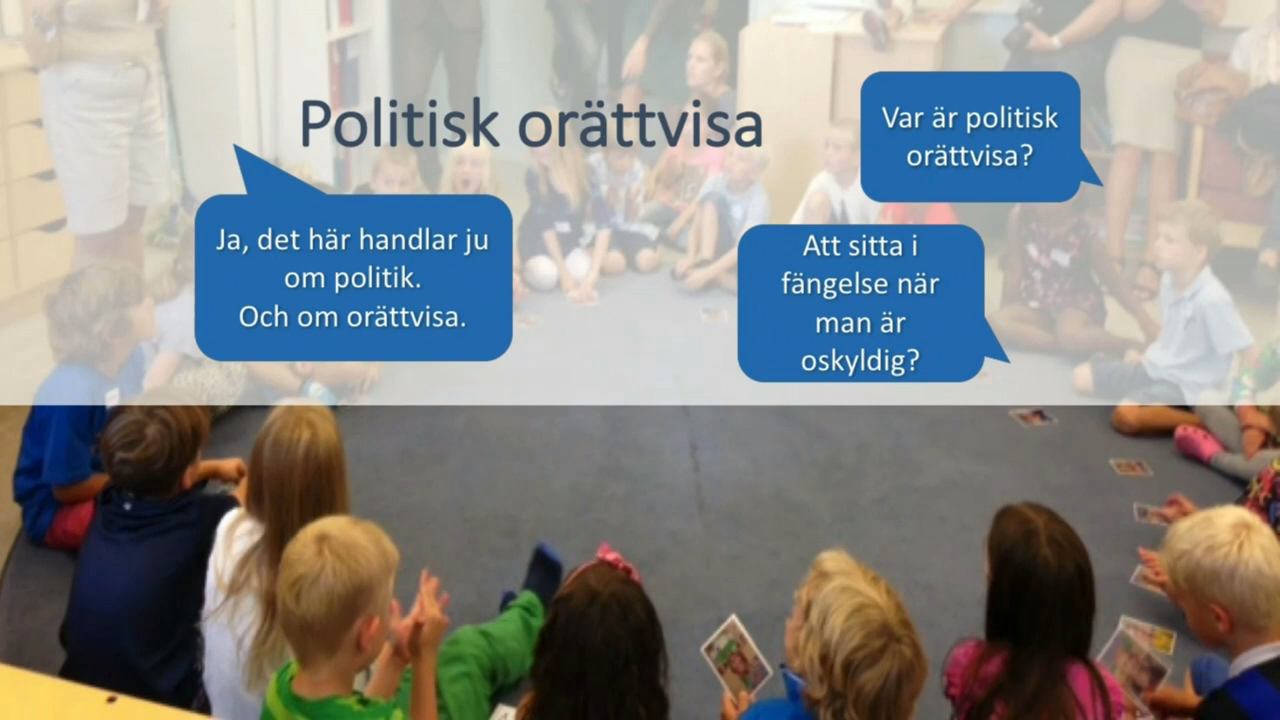 Politisk orättvisa
Var är politisk
orättvisa?
Ja, det här handlar ju
om politik.
Och om orättvisa.
Att sitta i
fängelse när
man är
oskyldig?